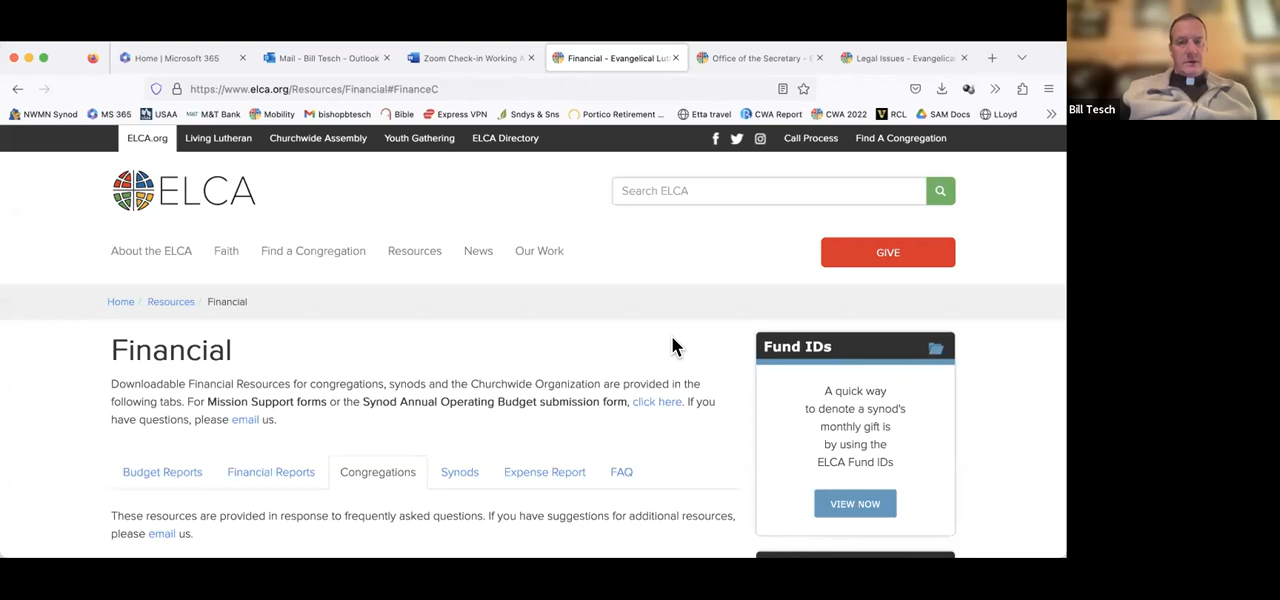 Home | Microsoft 365
Mail - Bill Tesch - Outlook
Zoom Check-in Working A
Financial - Evangelical Lut
Office of the Secretary - E
Legal Issues - Evangelical
https://www.elca.org/Resources/Financial#FinanceC
NWMN Synod
MS 365
USAA
M&T Bank
Mobility
bishopbtesch
Bible
Express VPN
Sndys & Sns
Portico Retirement ...
Etta travel
CWA Report
CWA 2022
RCL
SAM Docs
LLoyd
ELCA.org
Living Lutheran
Churchwide Assembly
Youth Gathering
ELCA Directory
Call Process
Find A Congregation
ELCA
Search ELCA
About the ELCA
Faith
Find a Congregation
Resources
News
Our Work
GIVE
Home / Resources / Financial
Financial
Downloadable Financial Resources for congregations, synods and the Churchwide Organization are provided in the
following tabs. For Mission Support forms or the Synod Annual Operating Budget submission form, click here. If you
have questions, please email us.
Budget Reports
Financial Reports
Congregations
Synods
Expense Report
FAQ
These resources are provided in response to frequently asked questions. If you have suggestions for additional resources,
please email us.
Fund IDs
A quick way
to denote a synod's
monthly gift is
by using the
ELCA Fund IDs
VIEW NOW
Bill Tesch